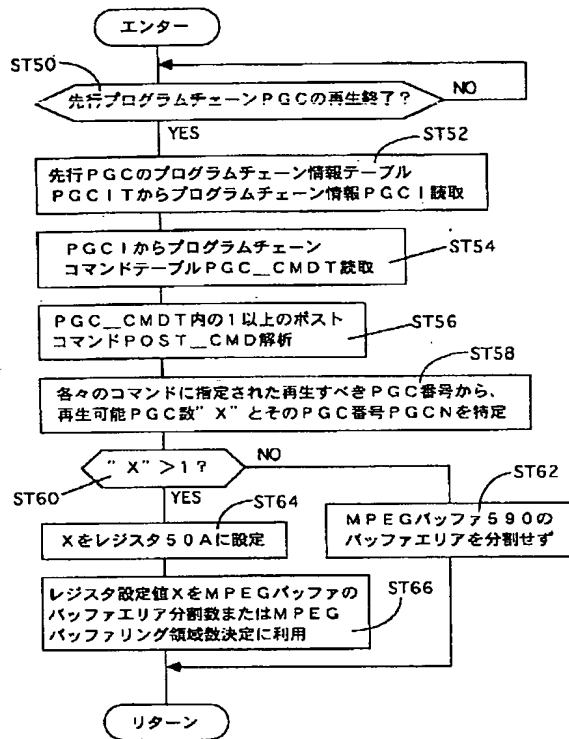 エンター
ST50
先行プログラムチェーンPGCの再生終了?
NO
YES
ST52
先行PGCのプログラムチェーン情報テーブル
PGCITからプログラムチェーン情報PGCI読取
PGCIからプログラムチェーン
コマンドテーブルPGC__CMDT読取
ST54
PGC__CMDT内の1以上のポスト
コマンドPOST__CMD解析
ST56
ST58
各々のコマンドに指定された再生すべきPGC番号から、
再生可能PGC数"X"とそのPGC番号PGCNを特定
"X">1?
NO
ST60
YES
ST64
ST62
Xをレジスタ50Aに設定
MPEGバッファ590の
バッファエリアを分割せず
レジスタ設定値XをMPEGバッファの
バッファエリア分割数またはMPEG
バッファリング領域数決定に利用
ST66
リターン